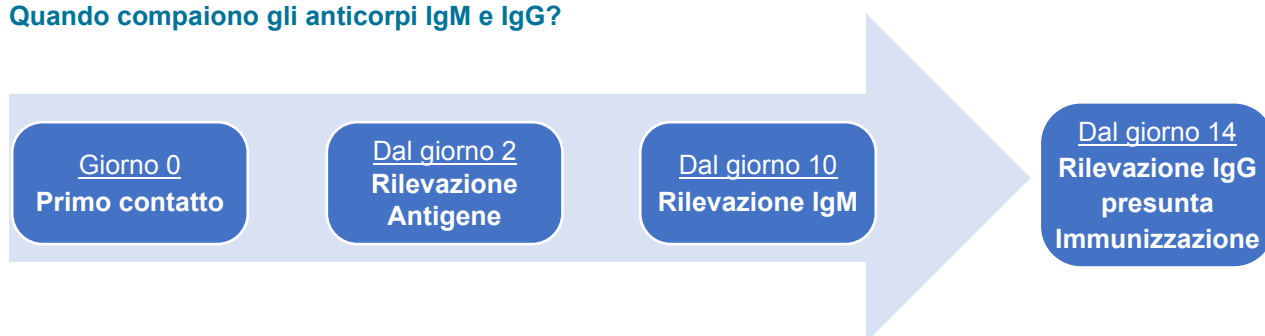 Quando compaiono gli anticorpi IgM e IgG?
Giorno 0
Primo contatto
Dal giorno 2
Rilevazione
Antigene
Dal giorno 10
Rilevazione IgM
Dal giorno 14
Rilevazione IgG
presunta
Immunizzazione